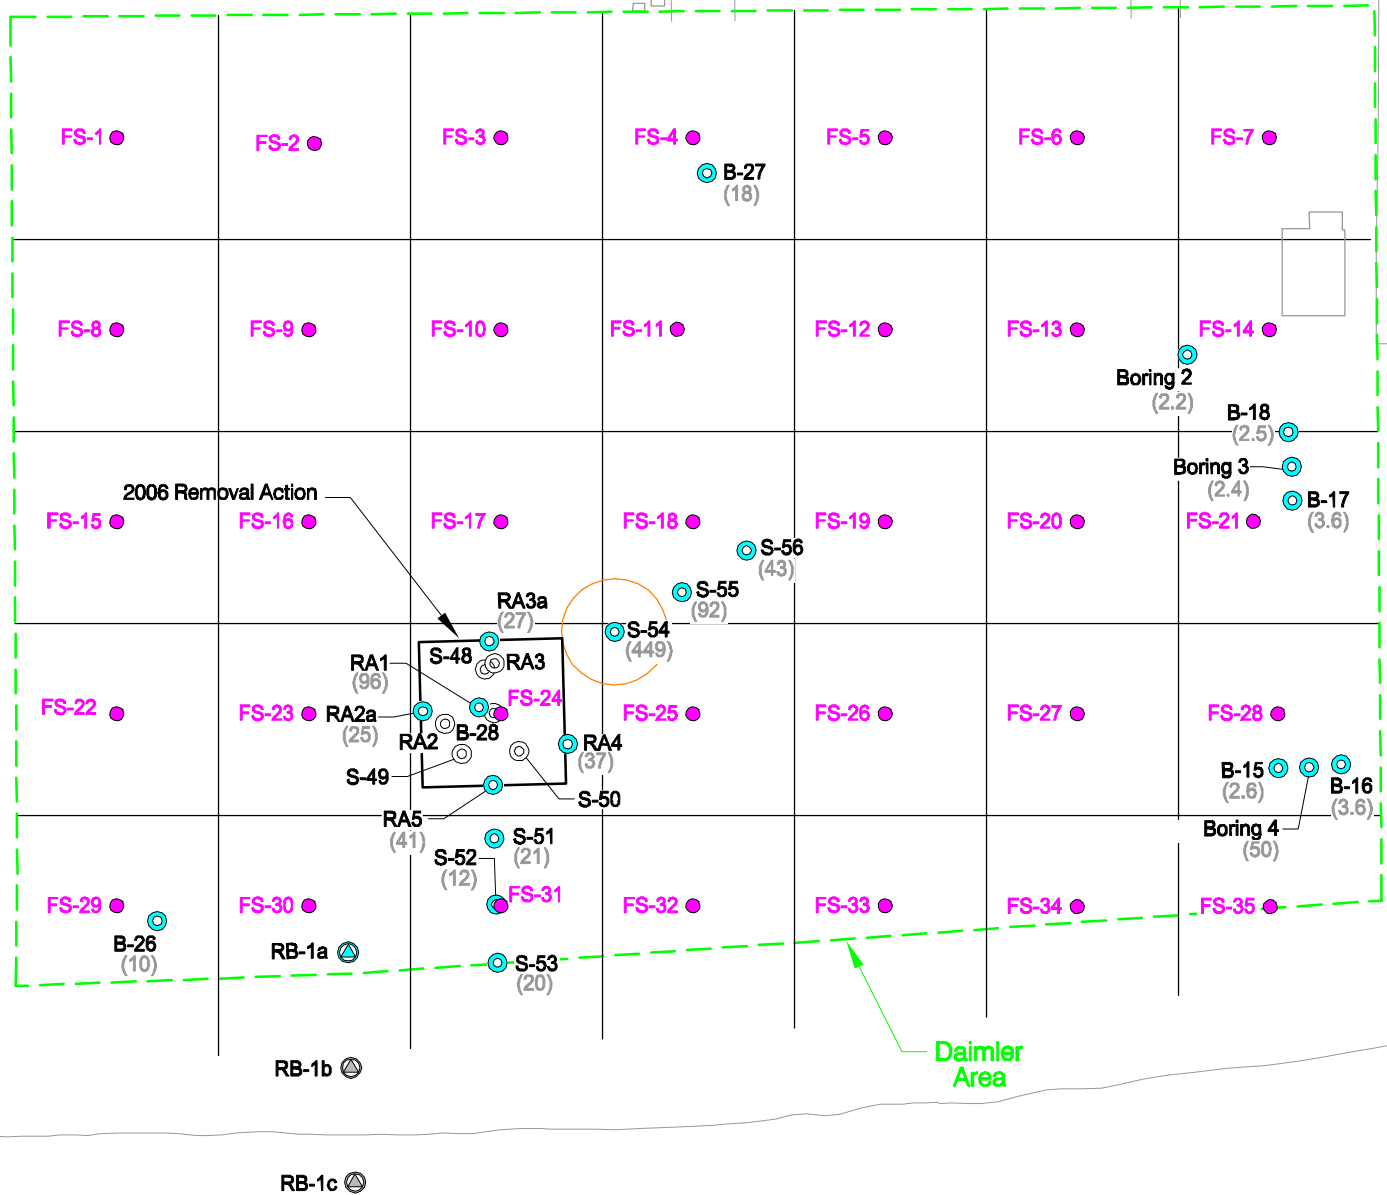 FS-1
FS-2
FS-3
FS-4
FS-5
FS-6
FS-7
B-27
(18)
FS-8
FS-9
FS-10
FS-11
FS-12
FS-13
FS-14
Boring 2
(2.2)
B-18
(2.5)
Boring 3
(2.4)
B-17
(3.6)
2006 Removal Action
FS-15
FS-16
FS-17
FS-18
FS-19
FS-20
FS-21
S-56
(43)
S-55
(92)
RA3a
(27)
S-54
(449)
S-48
RA3
RA1
(96)
FS-22
FS-23
RA2a
(25)
FS-24
FS-25
FS-26
FS-27
FS-28
RA2
B-28
RA4
(37)
S-49
S-50
B-15
(2.6)
B-16
(3.6)
RA5
(41)
Boring 4
(50)
S-51
(21)
S-52
(12)
FS-29
FS-30
FS-31
FS-32
FS-33
FS-34
FS-35
B-26
(10)
RB-1a
S-53
(20)
Daimler
Area
RB-1b
RB-1c